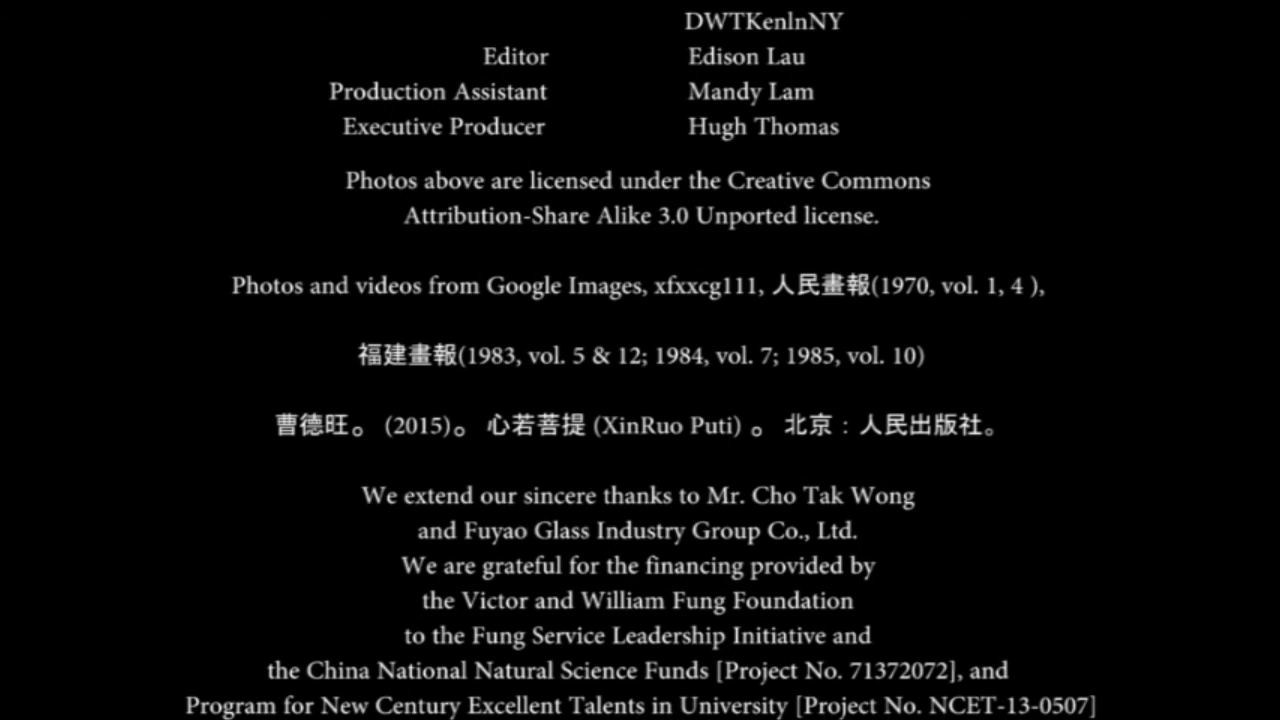 DWTKenlnNY
Editor Edison Lau
Production Assistant Mandy Lam
Executive Producer Hugh Thomas
Photos above are licensed under the Creative Commons
Attribution-Share Alike 3.0 Unported license.
Photos and videos from Google Images, xfxxcg111, 人民畫報(1970, vol. 1, 4 ),
福建畫報(1983, vol. 5 & 12; 1984, vol. 7; 1985, vol. 10)
曹德旺。 (2015)。 心若菩提 (XinRuo Puti) 。 北京：人民出版社。
We extend our sincere thanks to Mr. Cho Tak Wong
and Fuyao Glass Industry Group Co., Ltd.
We are grateful for the financing provided by
the Victor and William Fung Foundation
to the Fung Service Leadership Initiative and
the China National Natural Science Funds [Project No. 71372072], and
Program for New Century Excellent Talents in University [Project No. NCET-13-0507]